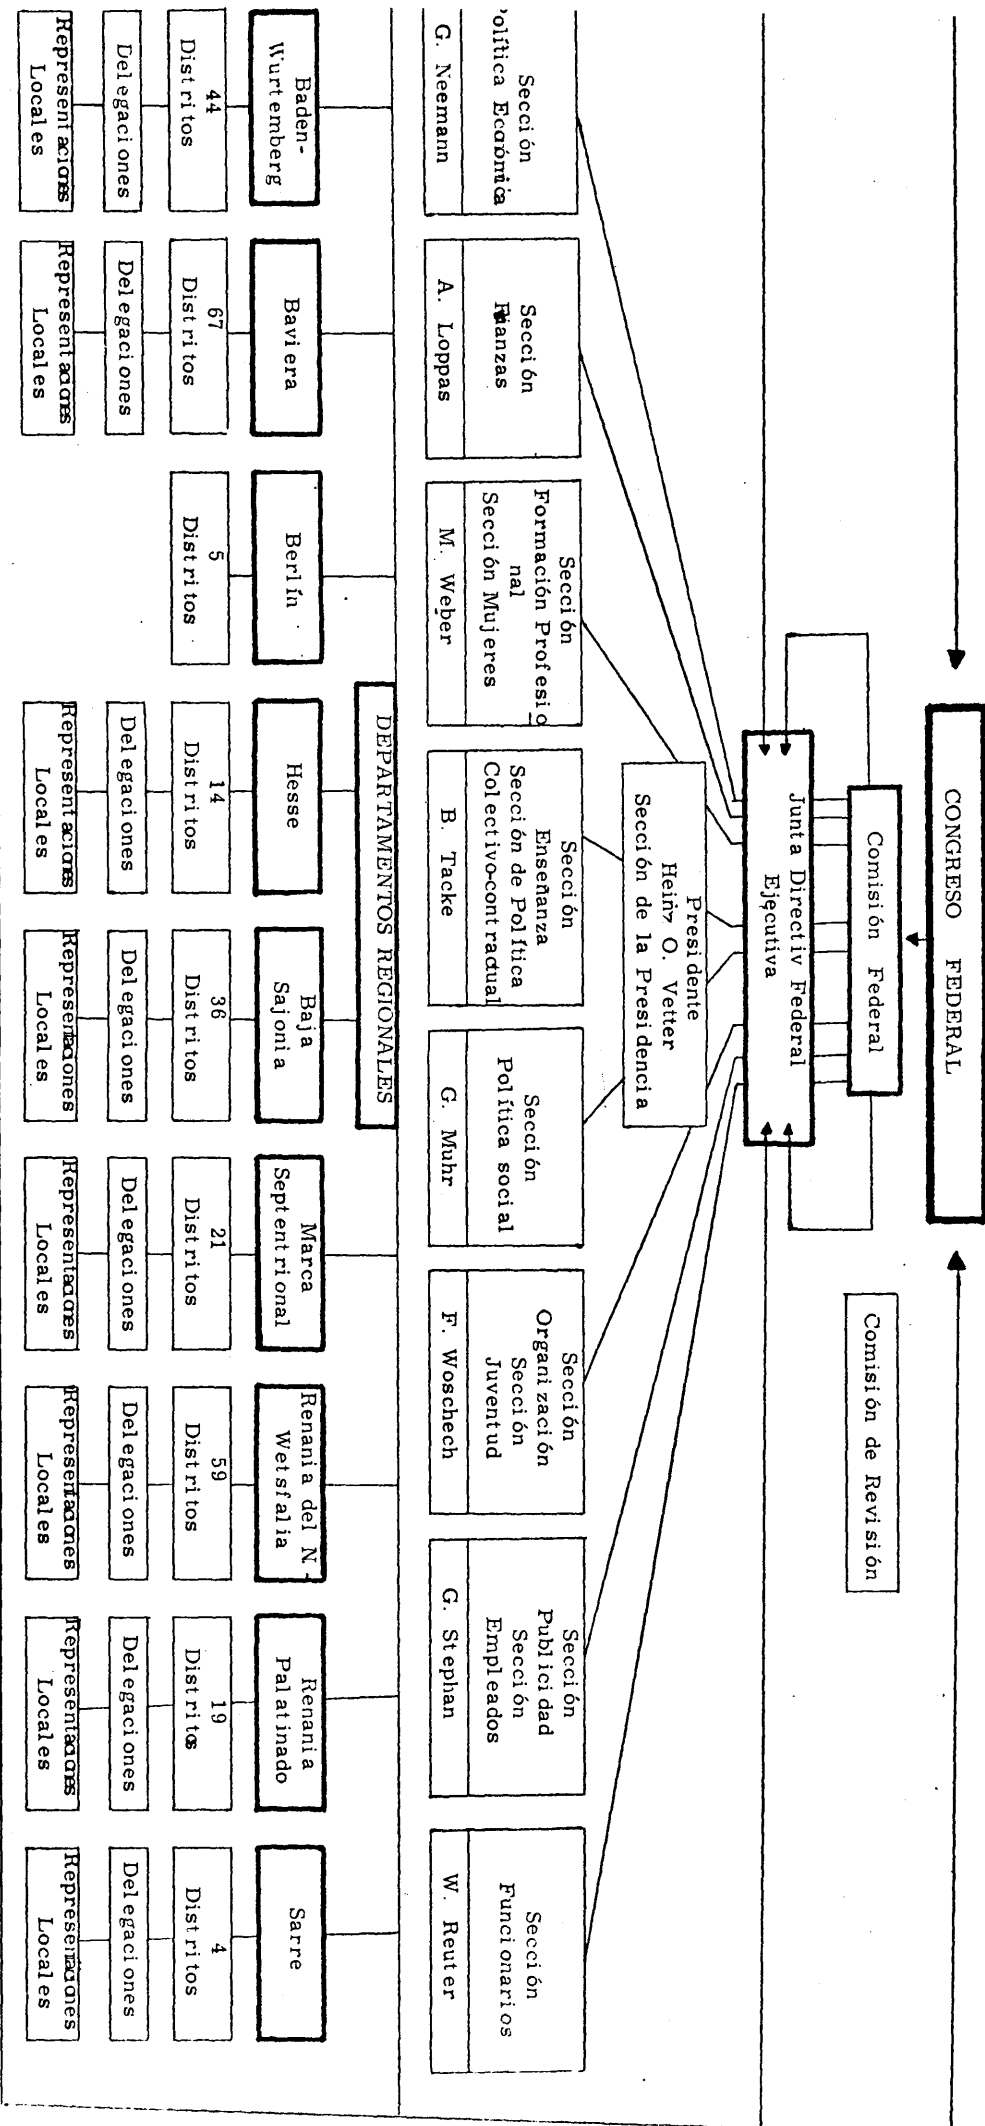 CONGRESO FEDERAL
Comisión Federal
Comisión de Revisión
Junta Directiv Federal
Ejecutiva
Presidente
Heinz O. Vetter
Sección de la Presidencia
Sección
Política Económica
G. Neemann
Sección
Finanzas
A. Loppas
Sección
Formación Profesio
nal
Sección Mujeres
M. Weber
Sección
Enseñanza
Sección de Política
Colectivo-contractual
B. Tacke
Sección
Política social
G. Muhr
Sección
Organización
Sección
Juventud
F. Woschech
Sección
Publicidad
Sección
Empleados
G. Stephan
Sección
Funcionarios
W. Reuter
DEPARTAMENTOS REGIONALES
Baden-
Wurtemberg
44
Distritos
Delegaciones
Representaciones
Locales
Baviera
67
Distritos
Delegaciones
Representaciones
Locales
Berlín
5
Distritos
Hesse
14
Distritos
Delegaciones
Representaciones
Locales
Baja
Sajonia
36
Distritos
Delegaciones
Representaciones
Locales
Marca
Septentrional
21
Distritos
Delegaciones
Representaciones
Locales
Renania del N.-
Wetsfalia
59
Distritos
Delegaciones
Representaciones
Locales
Renania
Palatinado
19
Distritos
Delegaciones
Representaciones
Locales
Sarre
4
Distritos
Delegaciones
Representaciones
Locales